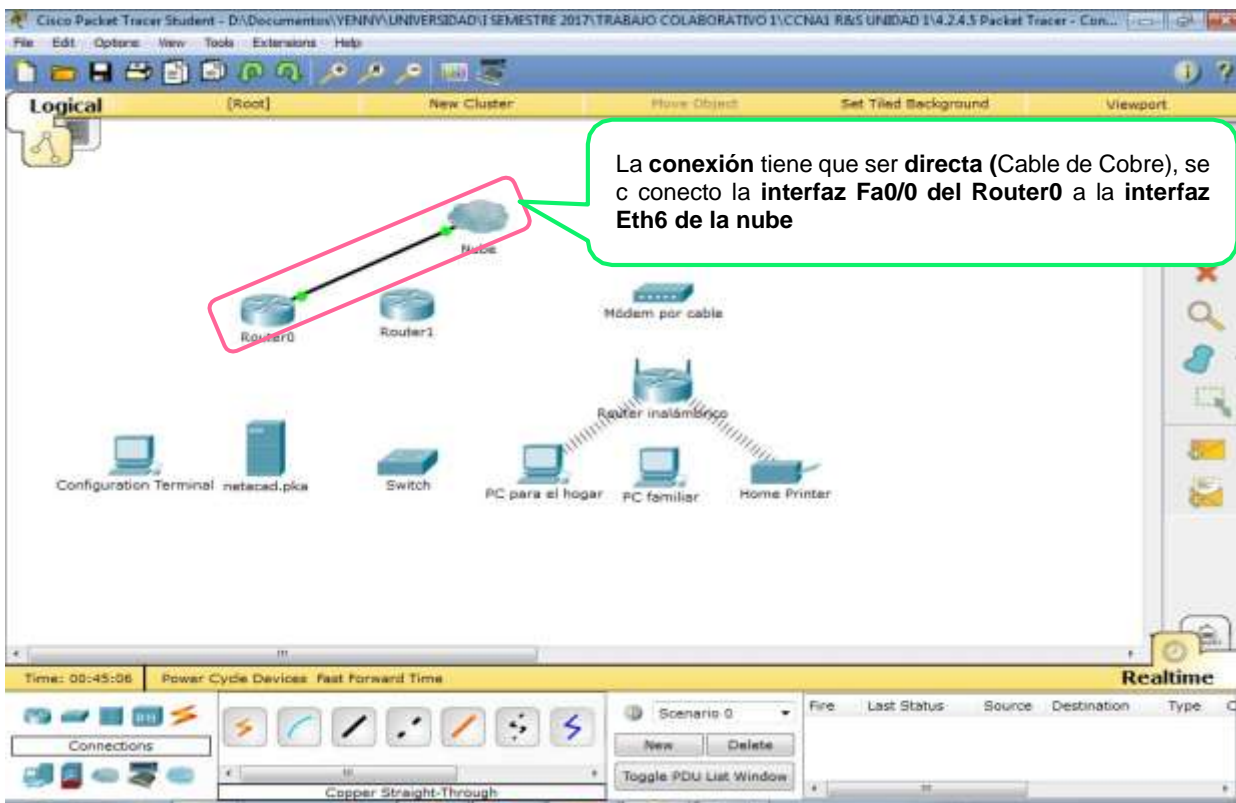 Cisco Packet Tracer Student - D:\Documentos\YENNY\UNIVERSIDAD\I SEMESTRE 2017\TRABAJO COLABORATIVO 1\CCNA1 R&S UNIDAD 1\4.2.4.5 Packet Tracer - Con...
File Edit Options View Tools Extensions Help
Logical [Root] New Cluster Move Object Set Tiled Background Viewport
La conexión tiene que ser directa (Cable de Cobre), se
c conecto la interfaz Fa0/0 del Router0 a la interfaz
Eth6 de la nube
Nube
Router0
Router1
Módem por cable
Router inalámbrico
Configuration Terminal
netacad.pka
Switch
PC para el hogar
PC familiar
Home Printer
Time: 00:45:06 Power Cycle Devices Fast Forward Time Realtime
Connections
Copper Straight-Through
Scenario 0
New Delete
Toggle PDU List Window
Fire Last Status Source Destination Type C